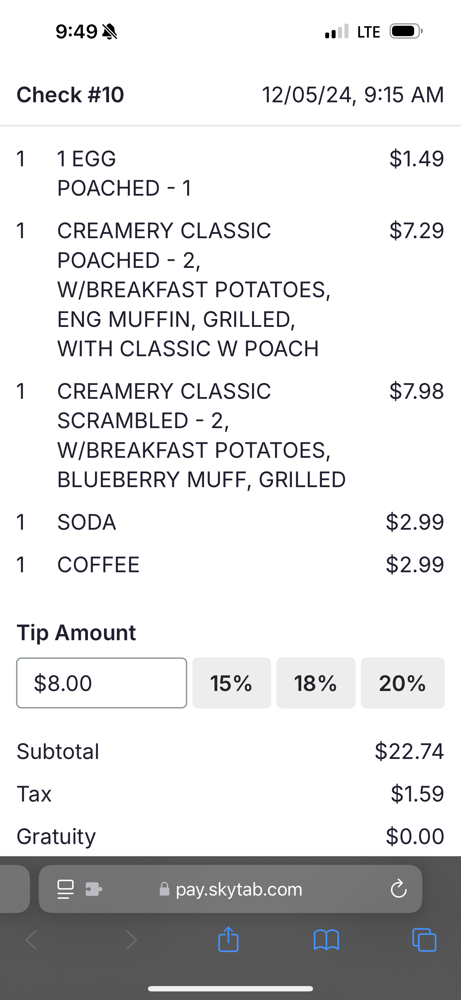 9:49 LTE
Check #10 12/05/24, 9:15 AM
1 1 EGG $1.49
POACHED - 1
1 CREAMERY CLASSIC $7.29
POACHED - 2,
W/BREAKFAST POTATOES,
ENG MUFFIN, GRILLED,
WITH CLASSIC W POACH
1 CREAMERY CLASSIC $7.98
SCRAMBLED - 2,
W/BREAKFAST POTATOES,
BLUEBERRY MUFF, GRILLED
1 SODA $2.99
1 COFFEE $2.99
Tip Amount
$8.00 15% 18% 20%
Subtotal $22.74
Tax $1.59
Gratuity $0.00
pay.skytab.com